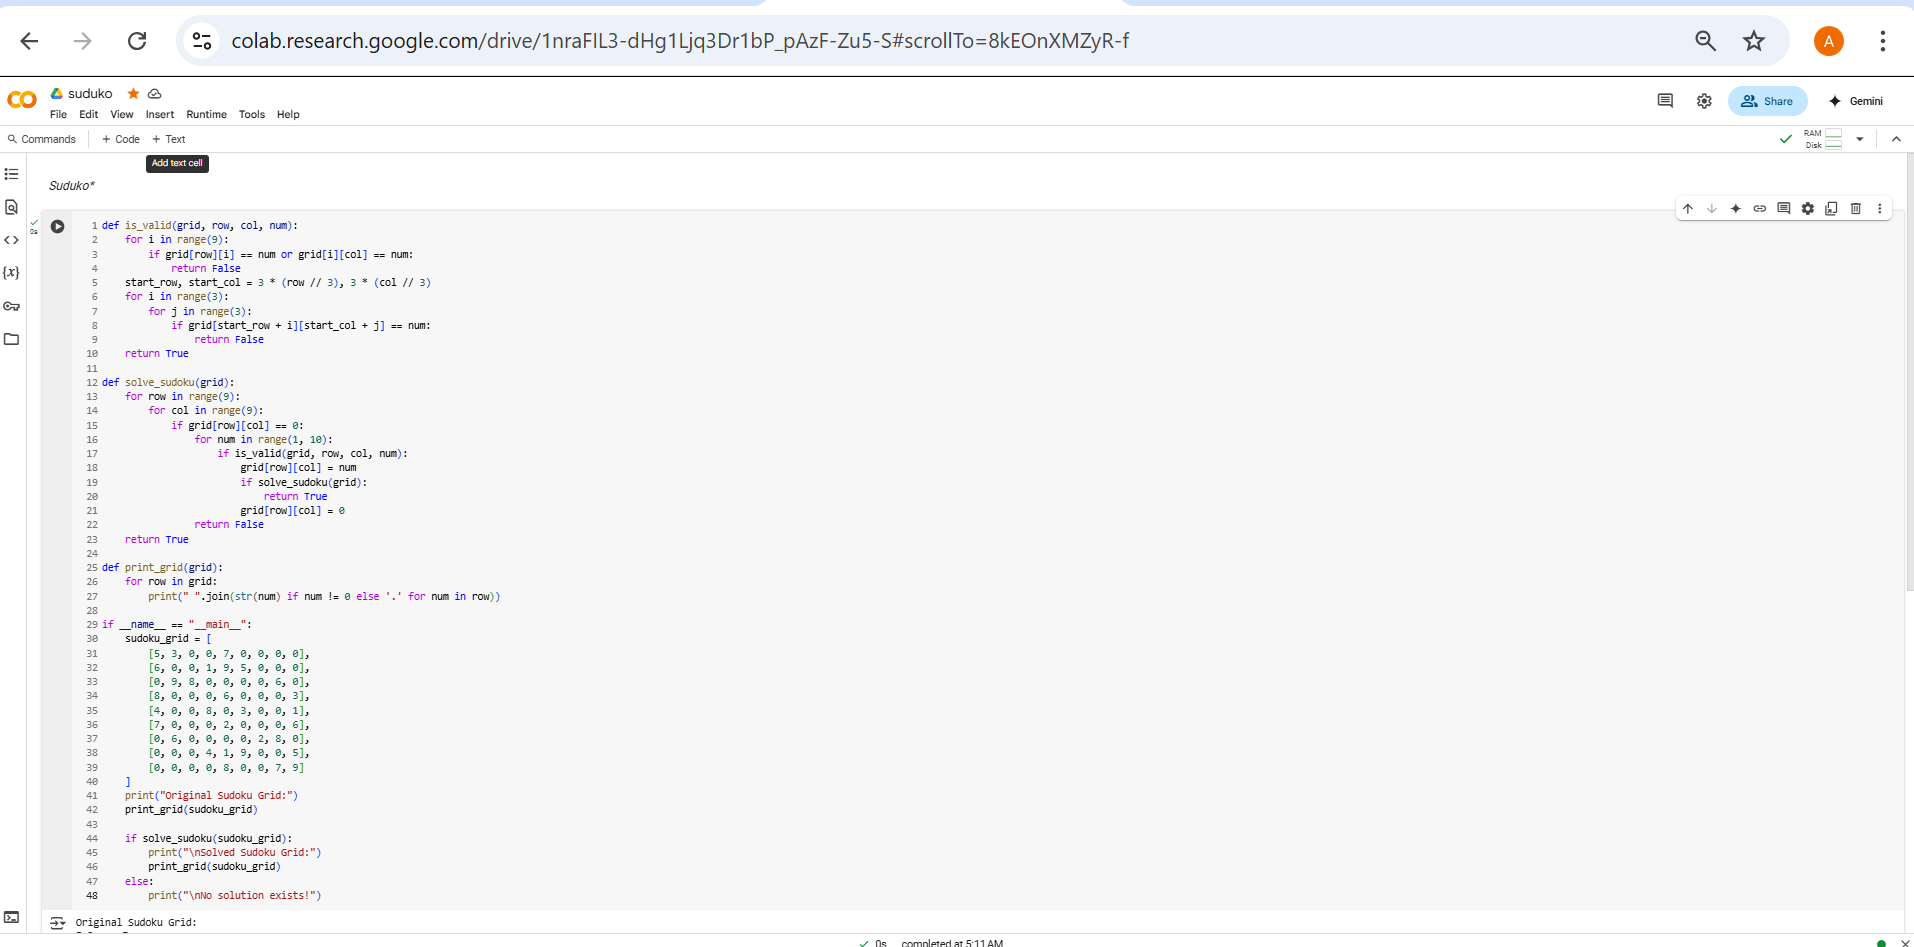 colab.research.google.com/drive/1nraFIL3-dHg1Ljq3Dr1bP_pAzF-Zu5-S#scrollTo=8kEOnXMZyR-f
A
CO
suduko
File Edit View Insert Runtime Tools Help
Share
Gemini
Commands + Code + Text
RAM
Disk
Add text cell
Suduko*
0s
1 def is_valid(grid, row, col, num):
2     for i in range(9):
3         if grid[row][i] == num or grid[i][col] == num:
4             return False
5     start_row, start_col = 3 * (row // 3), 3 * (col // 3)
6     for i in range(3):
7         for j in range(3):
8             if grid[start_row + i][start_col + j] == num:
9                 return False
10     return True
11
12 def solve_sudoku(grid):
13     for row in range(9):
14         for col in range(9):
15             if grid[row][col] == 0:
16                 for num in range(1, 10):
17                     if is_valid(grid, row, col, num):
18                         grid[row][col] = num
19                         if solve_sudoku(grid):
20                             return True
21                         grid[row][col] = 0
22                 return False
23     return True
24
25 def print_grid(grid):
26     for row in grid:
27         print(" ".join(str(num) if num != 0 else '.' for num in row))
28
29 if __name__ == "__main__":
30     sudoku_grid = [
31         [5, 3, 0, 0, 7, 0, 0, 0, 0],
32         [6, 0, 0, 1, 9, 5, 0, 0, 0],
33         [0, 9, 8, 0, 0, 0, 0, 6, 0],
34         [8, 0, 0, 0, 6, 0, 0, 0, 3],
35         [4, 0, 0, 8, 0, 3, 0, 0, 1],
36         [7, 0, 0, 0, 2, 0, 0, 0, 6],
37         [0, 6, 0, 0, 0, 0, 2, 8, 0],
38         [0, 0, 0, 4, 1, 9, 0, 0, 5],
39         [0, 0, 0, 0, 8, 0, 0, 7, 9]
40     ]
41     print("Original Sudoku Grid:")
42     print_grid(sudoku_grid)
43
44     if solve_sudoku(sudoku_grid):
45         print("\nSolved Sudoku Grid:")
46         print_grid(sudoku_grid)
47     else:
48         print("\nNo solution exists!")
Original Sudoku Grid:
0s completed at 5:11 AM